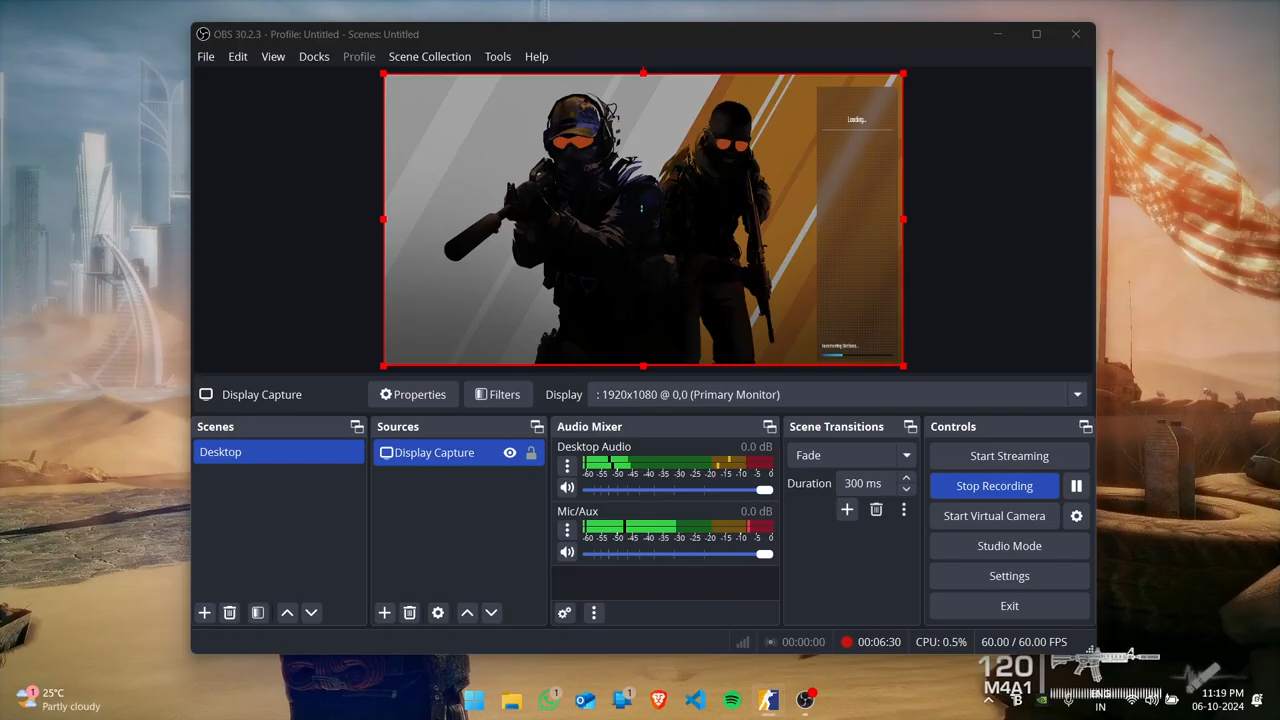 OBS 30.2.3 - Profile: Untitled - Scenes: Untitled
File Edit View Docks Profile Scene Collection Tools Help
Loading...
Display Capture Properties Filters Display : 1920x1080 @ 0,0 (Primary Monitor)
Scenes Sources Audio Mixer Scene Transitions Controls
Desktop
Display Capture
Desktop Audio 0.0 dB
-60 -55 -50 -45 -40 -35 -30 -25 -20 -15 -10 -5 0
Mic/Aux 0.0 dB
-60 -55 -50 -45 -40 -35 -30 -25 -20 -15 -10 -5 0
Fade
Duration 300 ms
Start Streaming
Stop Recording
Start Virtual Camera
Studio Mode
Settings
Exit
00:00:00 00:06:30 CPU: 0.5% 60.00 / 60.00 FPS
120
M4A1
1
25°C
Partly cloudy
1
1
ENG
IN
11:19 PM
06-10-2024